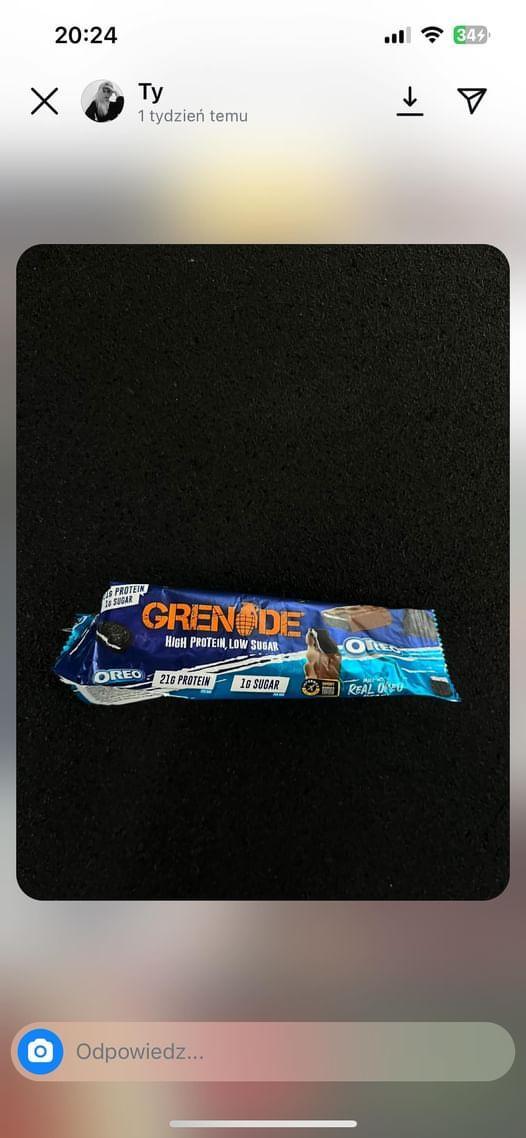 20:24
34
Ty
1 tydzień temu
1G PROTEIN
1G SUGAR
GRENADE
HIGH PROTEIN, LOW SUGAR
OREO
OREO
21G PROTEIN
1G SUGAR
REAL OREO
Odpowiedz...